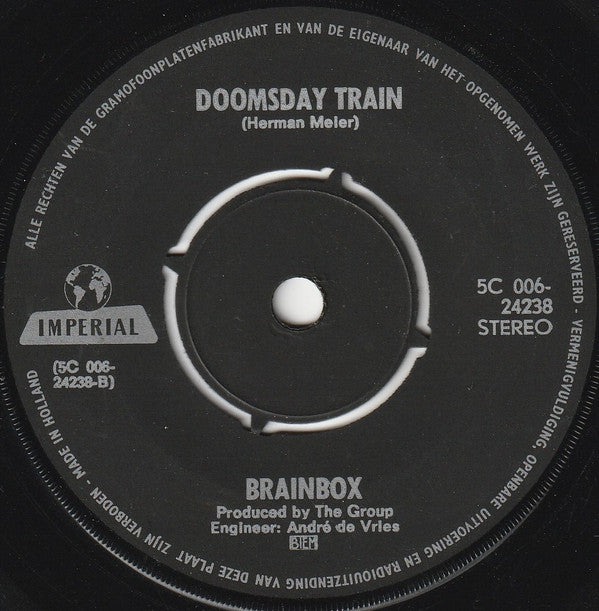 ALLE RECHTEN VAN DE GRAMOFOONPLATENFABRIKANT EN VAN DE EIGENAAR VAN HET OPGENOMEN WERK ZIJN GERESERVEERD - VERMENIGVULDIGING, OPENBARE UITVOERING EN RADIOUITZENDING VAN DEZE PLAAT ZIJN VERBODEN - MADE IN HOLLAND
DOOMSDAY TRAIN
(Herman Meier)
5C 006-
24238
STEREO
IMPERIAL
(5C 006-
24238-B)
BRAINBOX
Produced by The Group
Engineer: André de Vries
BIEM